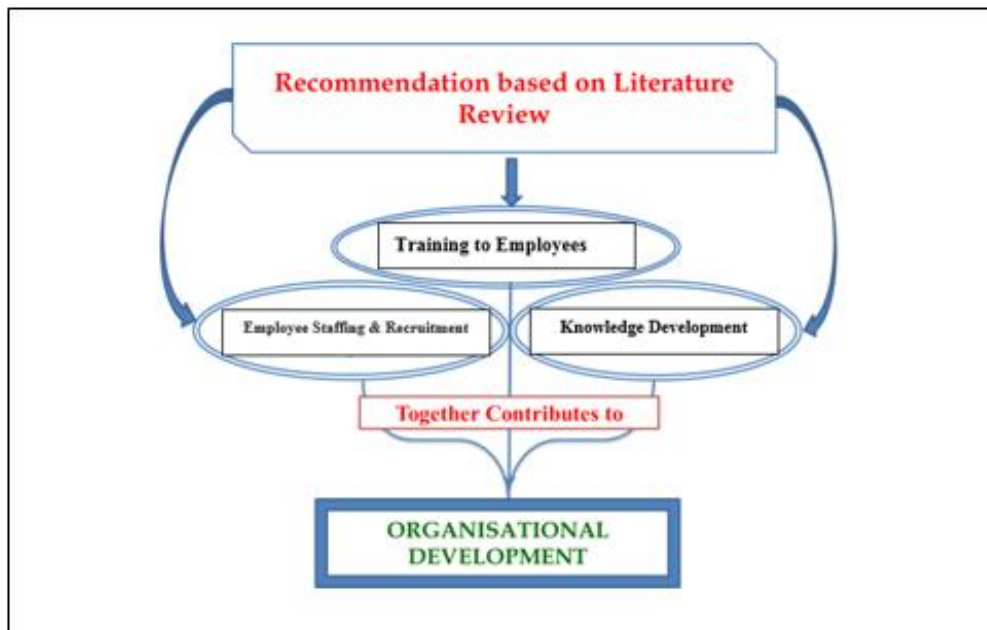 Recommendation based on Literature
Review
Training to Employees
Employee Staffing & Recruitment
Knowledge Development
Together Contributes to
ORGANISATIONAL
DEVELOPMENT